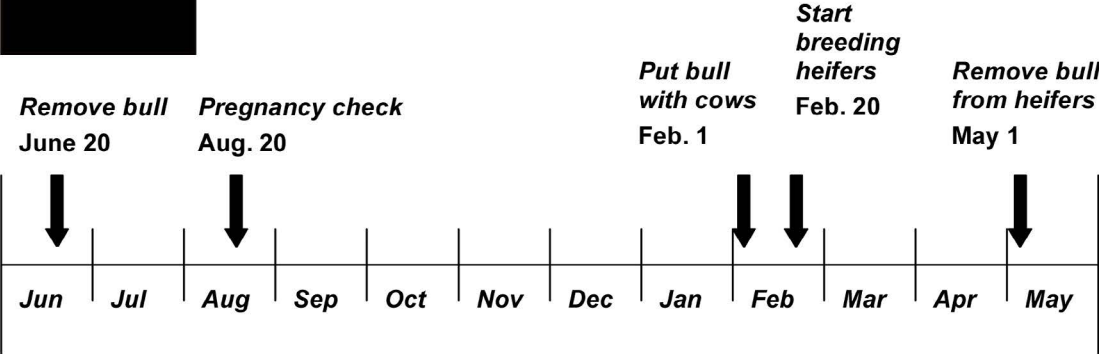 Remove bull
June 20
Pregnancy check
Aug. 20
Put bull
with cows
Feb. 1
Start
breeding
heifers
Feb. 20
Remove bull
from heifers
May 1
Jun
Jul
Aug
Sep
Oct
Nov
Dec
Jan
Feb
Mar
Apr
May